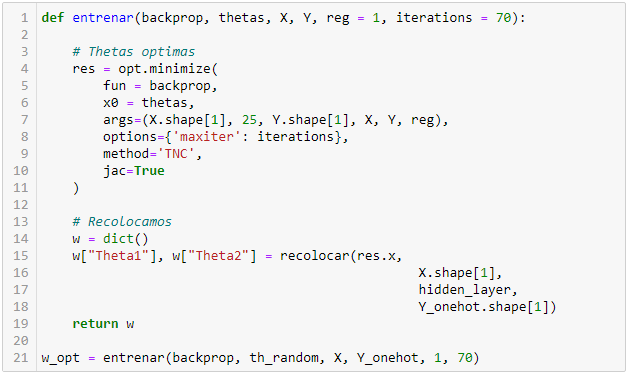 1 def entrenar(backprop, thetas, X, Y, reg = 1, iterations = 70):
2
3     # Thetas optimas
4     res = opt.minimize(
5         fun = backprop,
6         x0 = thetas,
7         args=(X.shape[1], 25, Y.shape[1], X, Y, reg),
8         options={'maxiter': iterations},
9         method='TNC',
10         jac=True
11     )
12
13     # Recolocamos
14     w = dict()
15     w["Theta1"], w["Theta2"] = recolocar(res.x,
16                                                  X.shape[1],
17                                                  hidden_layer,
18                                                  Y_onehot.shape[1])
19     return w
20
21 w_opt = entrenar(backprop, th_random, X, Y_onehot, 1, 70)